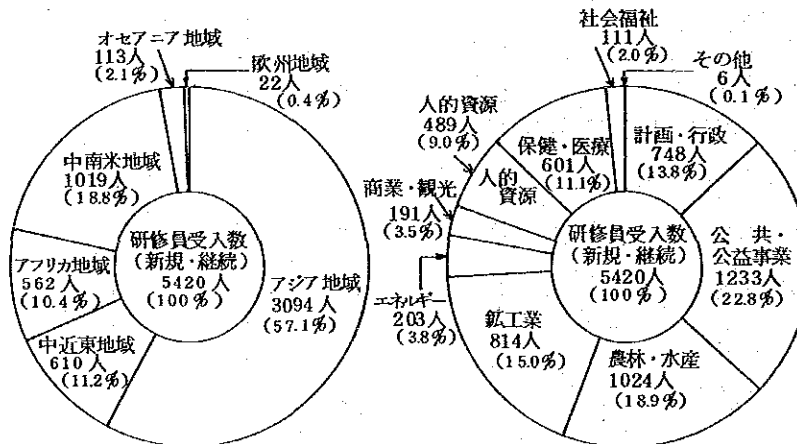 オセアニア地域
113人
(2.1%)
欧州地域
22人
(0.4%)
中南米地域
1019人
(18.8%)
アフリカ地域
562人
(10.4%)
中近東地域
610人
(11.2%)
研修員受入数
(新規・継続)
5420人
(100%)
アジア地域
3094人
(57.1%)
社会福祉
111人
(2.0%)
その他
6人
(0.1%)
人的資源
489人
(9.0%)
保健・医療
601人
(11.1%)
計画・行政
748人
(13.8%)
人的
資源
商業・観光
191人
(3.5%)
研修員受入数
(新規・継続)
5420人
(100%)
公共・
公益事業
1233人
(22.8%)
エネルギー
203人
(3.8%)
鉱工業
814人
(15.0%)
農林・水産
1024人
(18.9%)